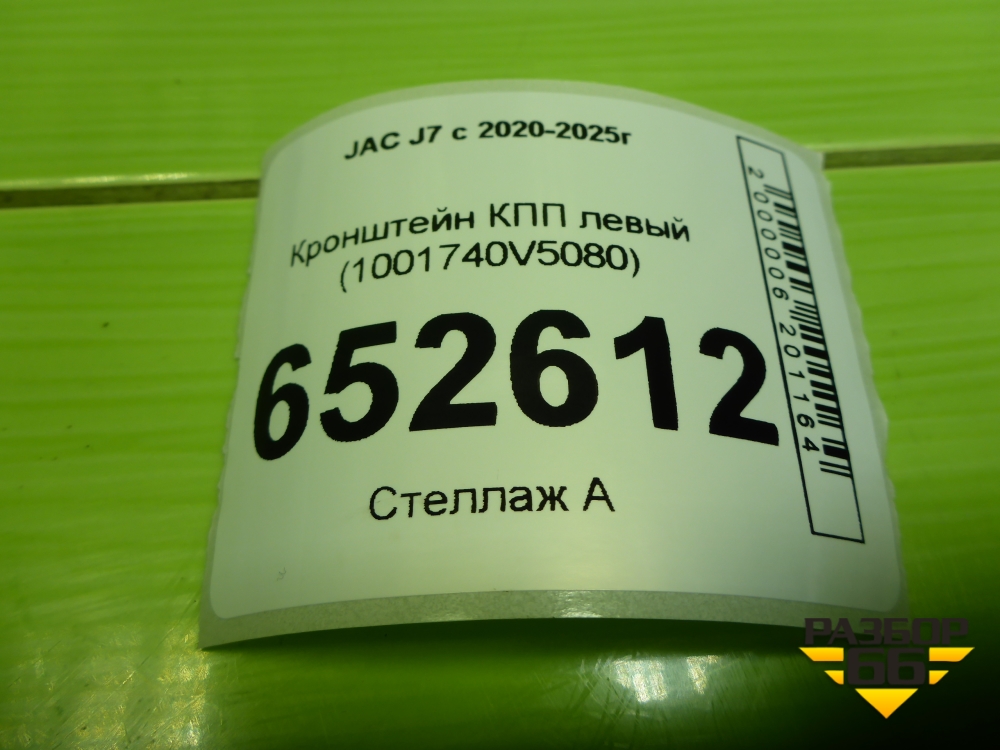 JAC J7 с 2020-2025г
Кронштейн КПП левый
(1001740V5080)
652612
Стеллаж А
2000006201164
РАЗБОР
66